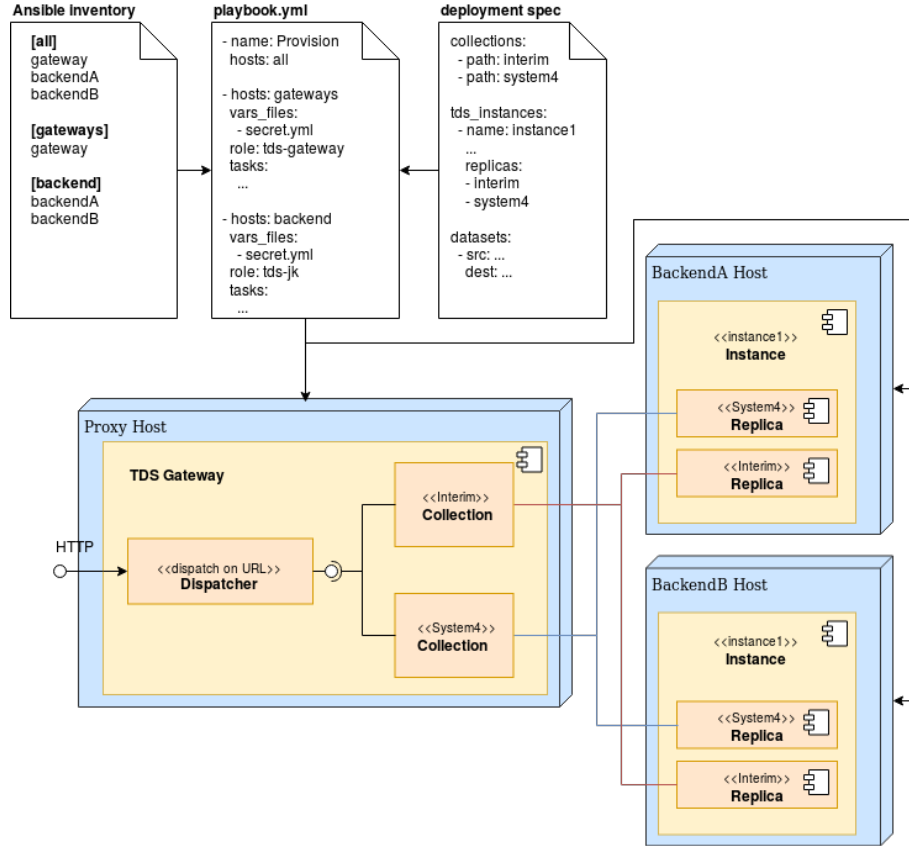 Ansible inventory
[all]
gateway
backendA
backendB
[gateways]
gateway
[backend]
backendA
backendB
playbook.yml
- name: Provision
hosts: all
- hosts: gateways
vars_files:
- secret.yml
role: tds-gateway
tasks:
...
- hosts: backend
vars_files:
- secret.yml
role: tds-jk
tasks:
...
deployment spec
collections:
- path: interim
- path: system4
tds_instances:
- name: instance1
...
replicas:
- interim
- system4
datasets:
- src: ...
dest: ...
Proxy Host
TDS Gateway
HTTP
<<dispatch on URL>>
Dispatcher
<<Interim>>
Collection
<<System4>>
Collection
BackendA Host
<<instance1>>
Instance
<<System4>>
Replica
<<Interim>>
Replica
BackendB Host
<<instance1>>
Instance
<<System4>>
Replica
<<Interim>>
Replica